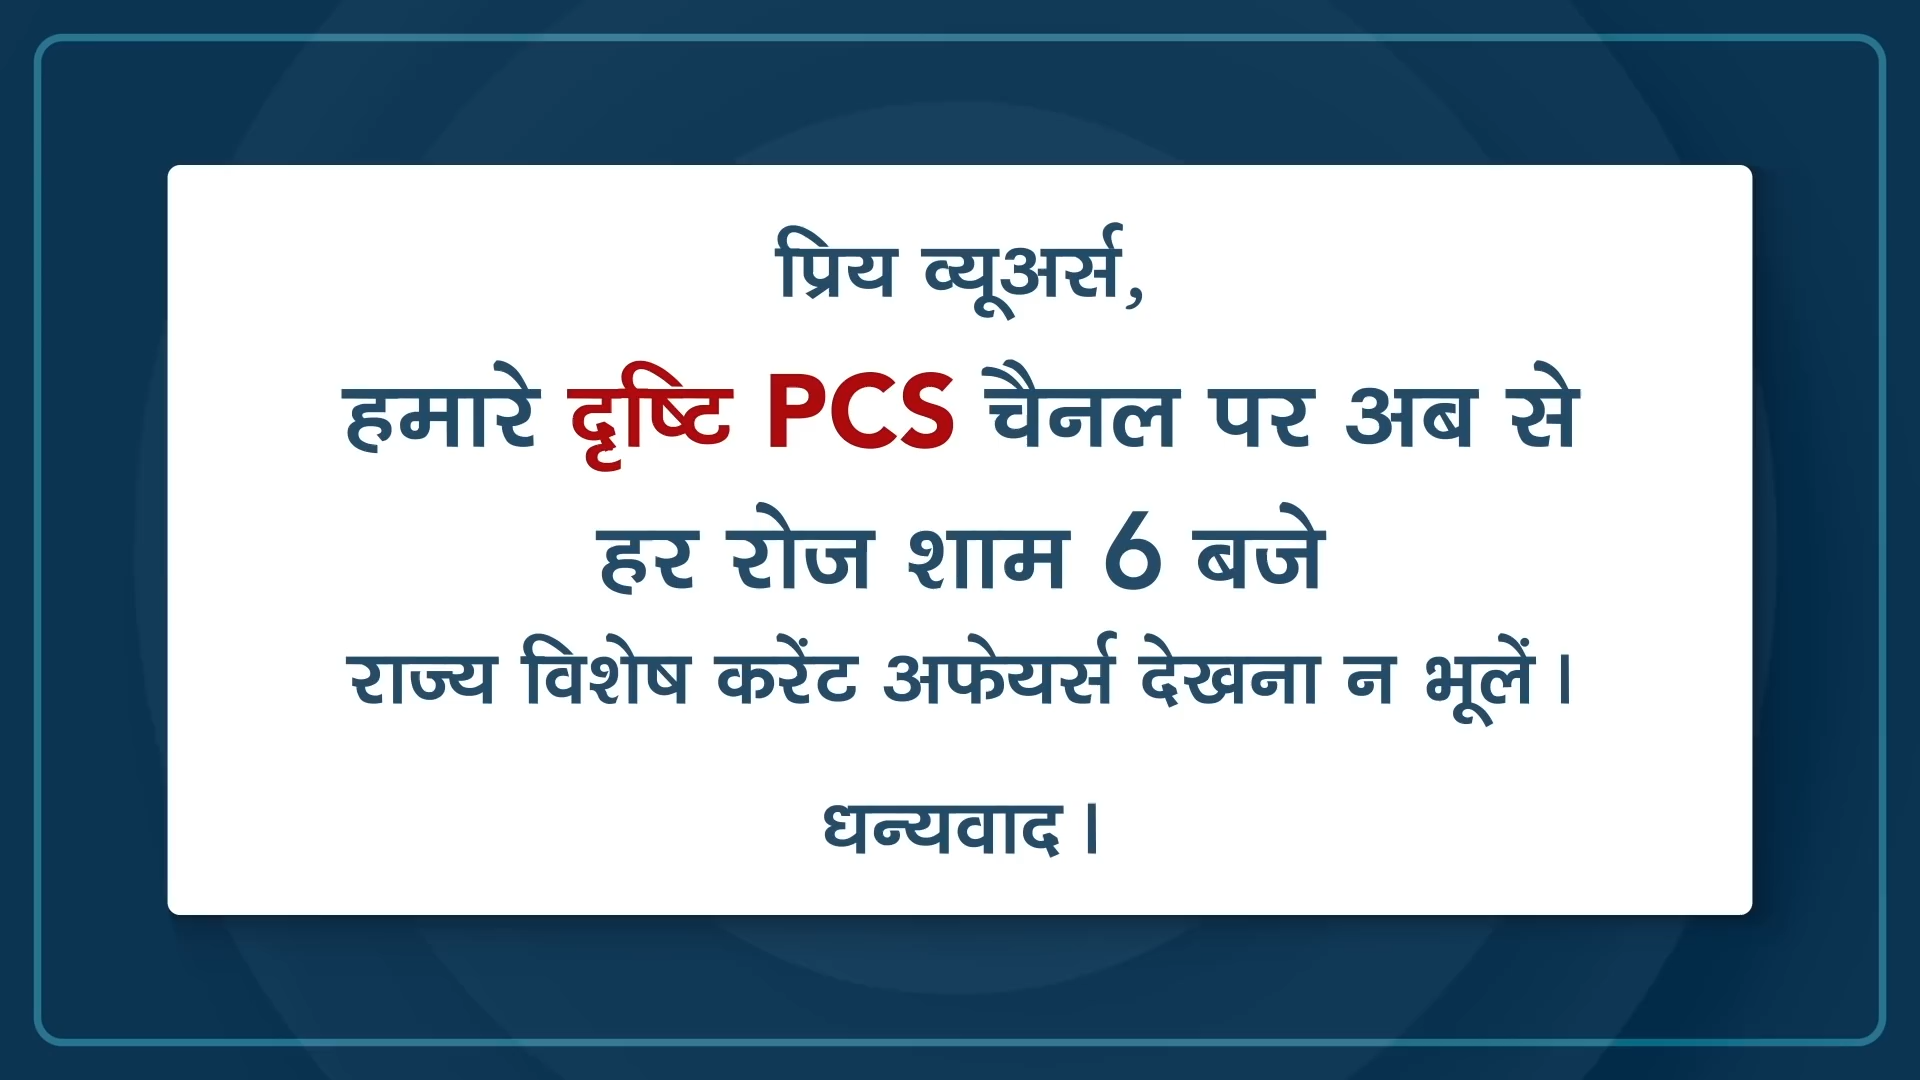 प्रिय व्यूअर्स,
हमारे दृष्टि PCS चैनल पर अब से
हर रोज शाम 6 बजे
राज्य विशेष करेंट अफेयर्स देखना न भूलें।
धन्यवाद।